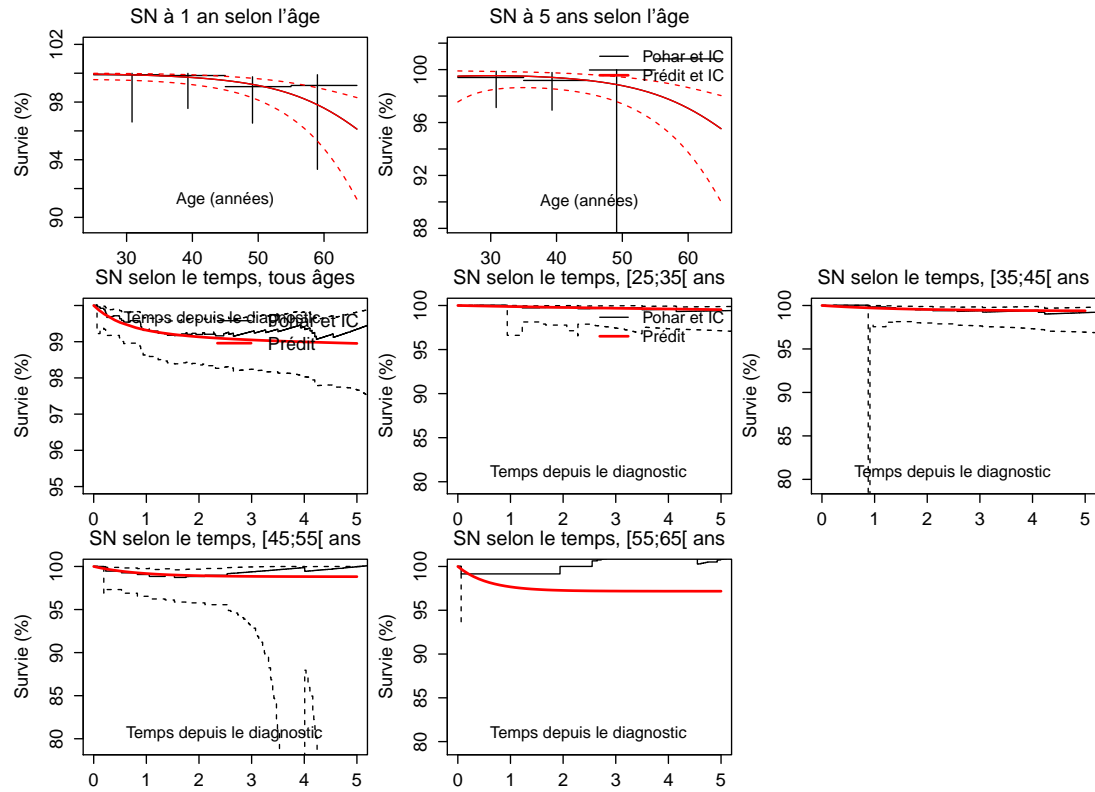 SN à 1 an selon l'âge
Survie (%)
102
98
94
90
Age (années)
30 40 50 60
SN à 5 ans selon l'âge
Survie (%)
100
96
92
88
Pohar et IC
Prédit et IC
Age (années)
30 40 50 60
SN selon le temps, tous âges
Survie (%)
99
98
97
96
95
Temps depuis le diagnostic
Pohar et IC
Prédit
0 1 2 3 4 5
SN selon le temps, [25;35[ ans
Survie (%)
100
95
90
85
80
Pohar et IC
Prédit
Temps depuis le diagnostic
0 1 2 3 4 5
SN selon le temps, [35;45[ ans
Survie (%)
100
95
90
85
80
Temps depuis le diagnostic
0 1 2 3 4 5
SN selon le temps, [45;55[ ans
Survie (%)
100
95
90
85
80
Temps depuis le diagnostic
0 1 2 3 4 5
SN selon le temps, [55;65[ ans
Survie (%)
100
95
90
85
80
Temps depuis le diagnostic
0 1 2 3 4 5